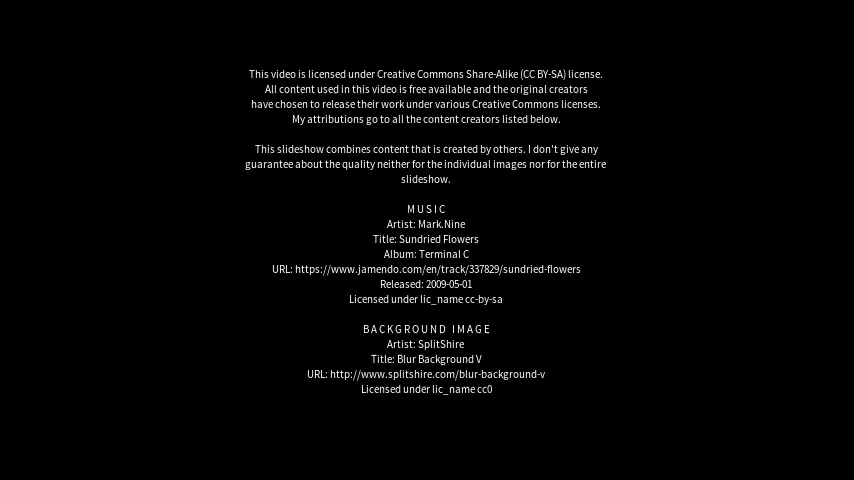 This video is licensed under Creative Commons Share-Alike (CC BY-SA) license.
All content used in this video is free available and the original creators
have chosen to release their work under various Creative Commons licenses.
My attributions go to all the content creators listed below.
This slideshow combines content that is created by others. I don't give any
guarantee about the quality neither for the individual images nor for the entire
slideshow.
MUSIC
Artist: Mark.Nine
Title: Sundried Flowers
Album: Terminal C
URL: https://www.jamendo.com/en/track/337829/sundried-flowers
Released: 2009-05-01
Licensed under lic_name cc-by-sa
BACKGROUND IMAGE
Artist: SplitShire
Title: Blur Background V
URL: http://www.splitshire.com/blur-background-v
Licensed under lic_name cc0